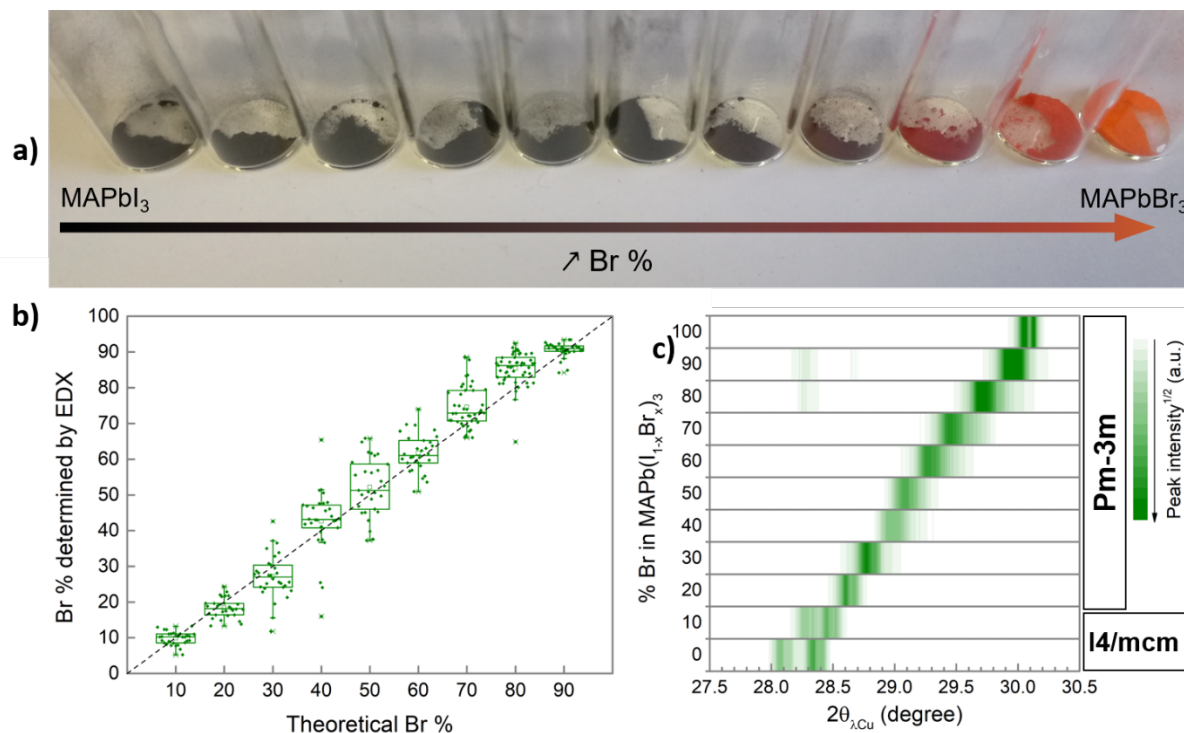 a)
MAPbI₃
MAPbBr₃
↗ Br %
b)
100
90
80
70
60
50
40
30
20
10
0
Br % determined by EDX
10 20 30 40 50 60 70 80 90
Theoretical Br %
c)
100
90
80
70
60
50
40
30
20
10
0
% Br in MAPb(I₁₋ₓBrₓ)₃
27.5 28.0 28.5 29.0 29.5 30.0 30.5
2θλCu (degree)
Pm-3m
I4/mcm
Peak intensity¹/² (a.u.)